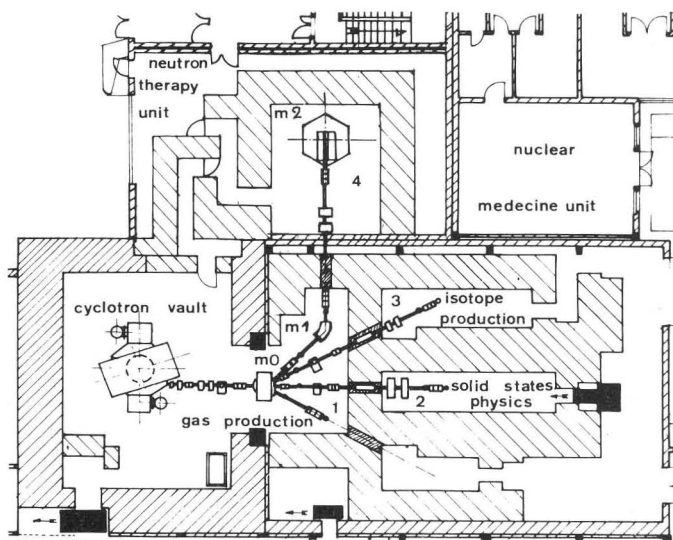 neutron
therapy
unit
m2
4
nuclear
medecine unit
cyclotron vault
3
isotope
production
m1
m0
1
2
solid states
physics
gas production